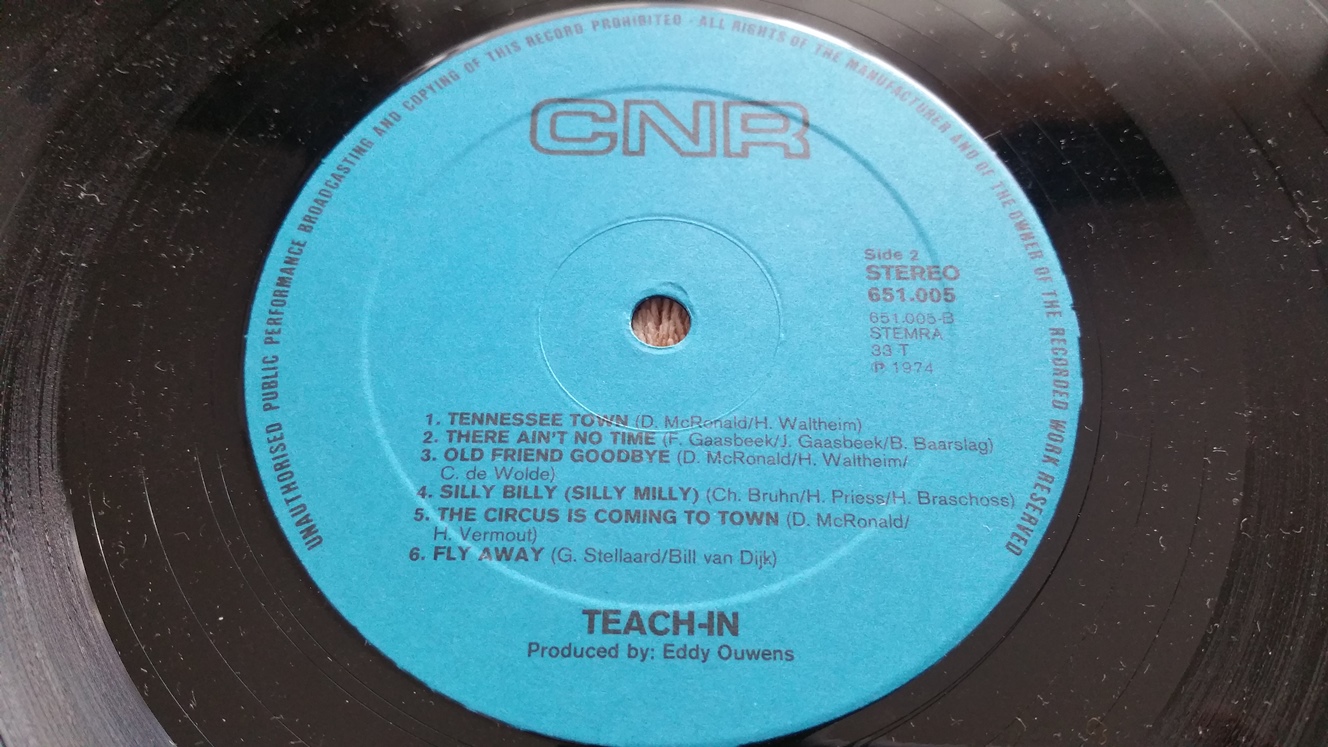 UNAUTHORISED PUBLIC PERFORMANCE BROADCASTING AND COPYING OF THIS RECORD PROHIBITED · ALL RIGHTS OF THE MANUFACTURER AND OF THE OWNER OF THE RECORDED WORK RESERVED
CNR
Side 2
STEREO
651.005
651.005-B
STEMRA
33 T
℗ 1974
1. TENNESSEE TOWN (D. McRonald/H. Waltheim)
2. THERE AIN'T NO TIME (F. Gaasbeek/J. Gaasbeek/B. Baarslag)
3. OLD FRIEND GOODBYE (D. McRonald/H. Waltheim/
C. de Wolde)
4. SILLY BILLY (SILLY MILLY) (Ch. Bruhn/H. Priess/H. Braschoss)
5. THE CIRCUS IS COMING TO TOWN (D. McRonald/
H. Vermout)
6. FLY AWAY (G. Stellaard/Bill van Dijk)
TEACH-IN
Produced by: Eddy Ouwens